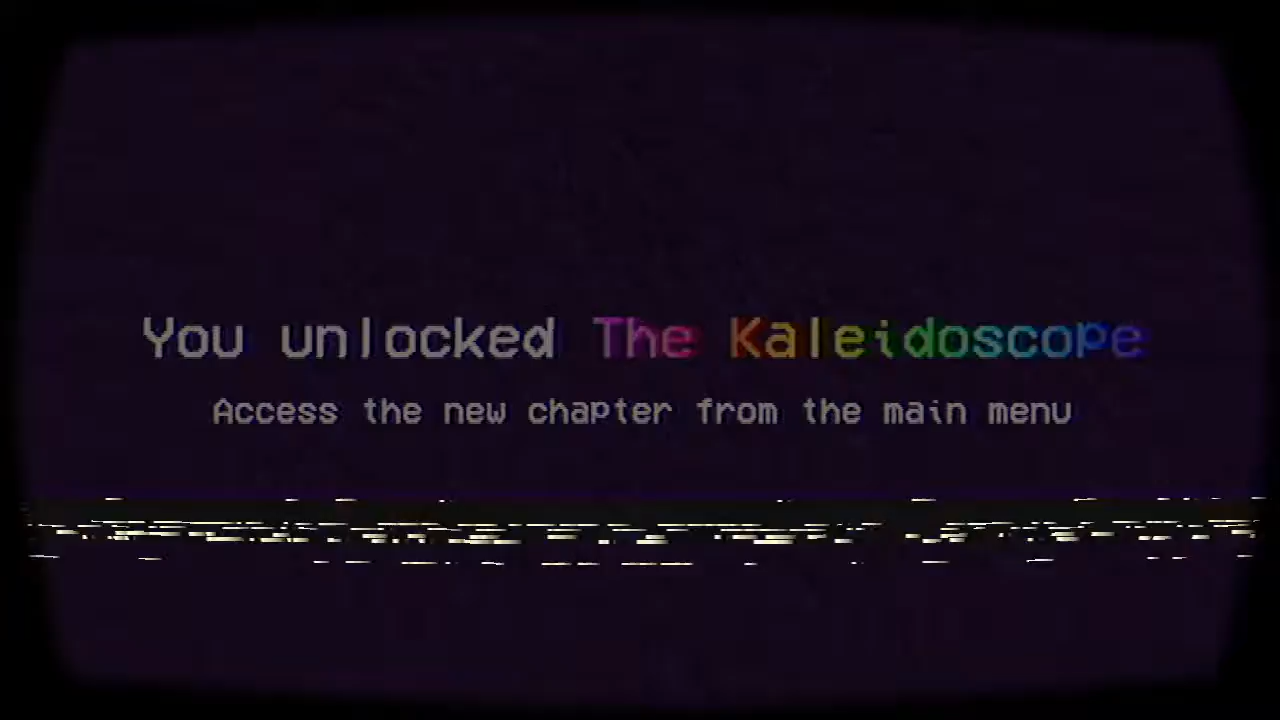 You unlocked The Kaleidoscope
Access the new chapter from the main menu